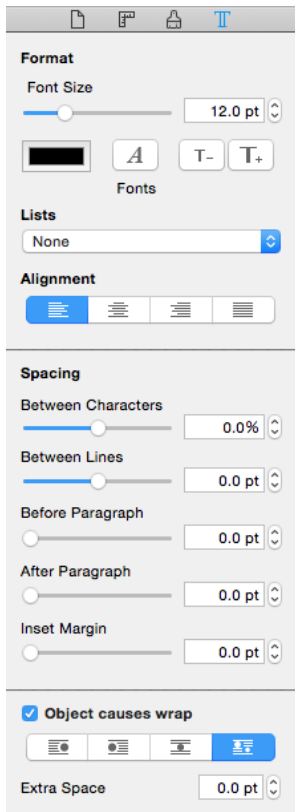 Format
Font Size
12.0 pt
A T- T+
Fonts
Lists
None
Alignment
Spacing
Between Characters
0.0%
Between Lines
0.0 pt
Before Paragraph
0.0 pt
After Paragraph
0.0 pt
Inset Margin
0.0 pt
Object causes wrap
Extra Space 0.0 pt